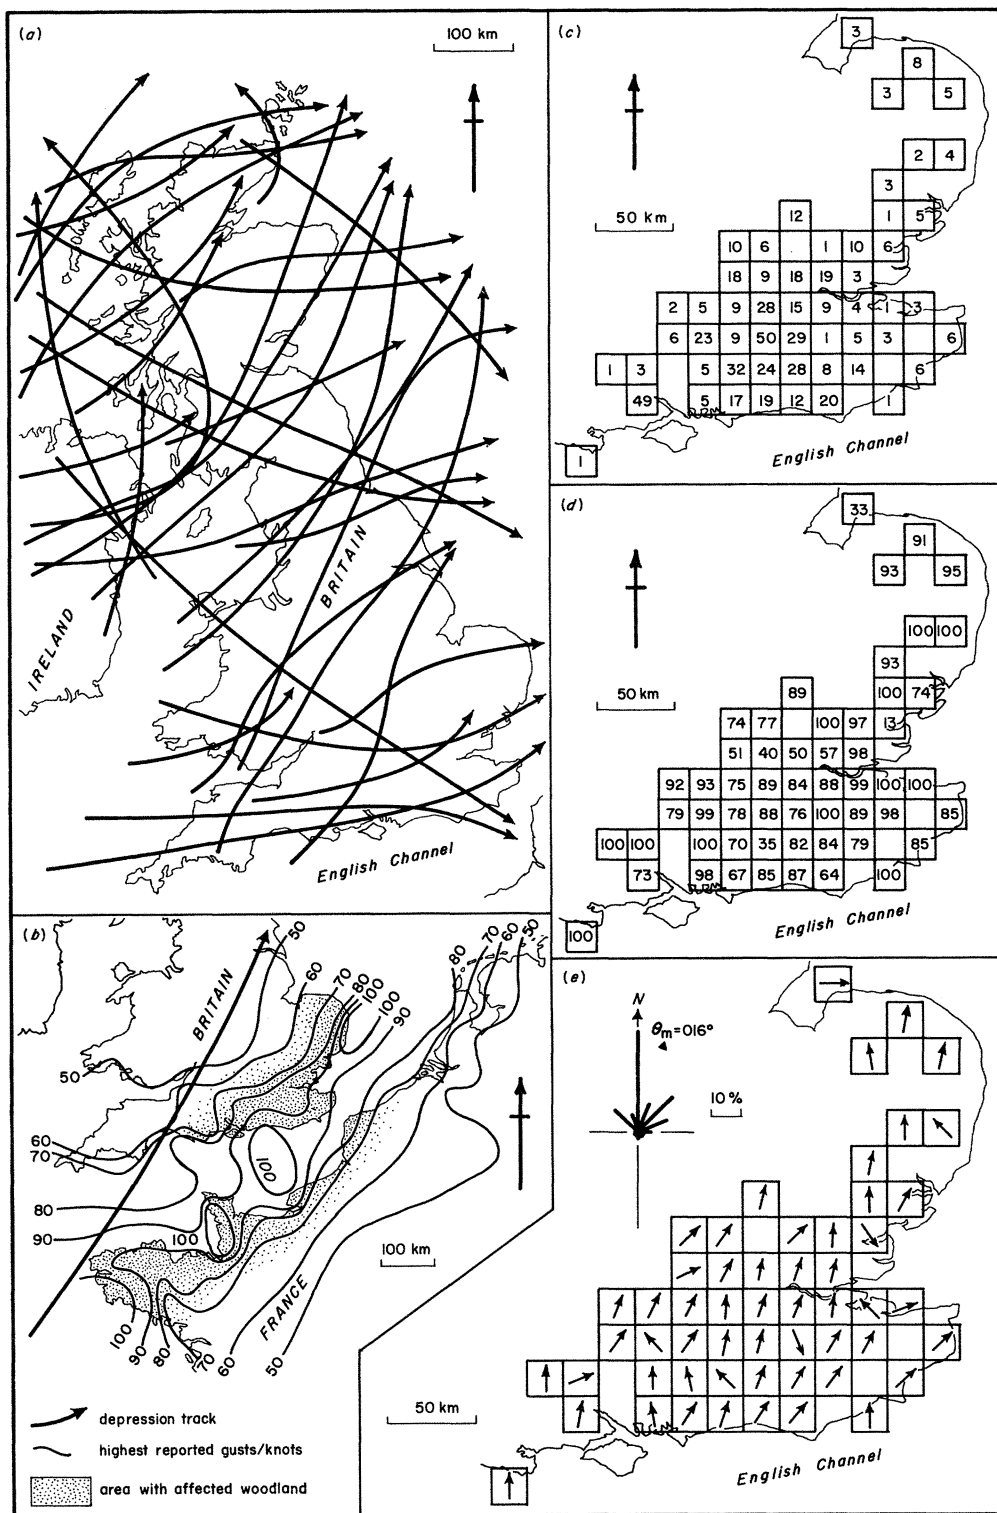 (a)
100 km
IRELAND
BRITAIN
English Channel
(b)
50
60
70
80
100
100
90
80
70
60
50
BRITAIN
50
60
70
80
90
100
100
100
90
80
70
60
50
FRANCE
100 km
depression track
highest reported gusts/knots
area with affected woodland
(c)
3
8
3 5
2 4
3
50 km
12 1 5
10 6 1 10 6
18 9 18 19 3
2 5 9 28 15 9 4 1 3
6 23 9 50 29 1 5 3 6
1 3 5 32 24 28 8 14 6
49 5 17 19 12 20 1
English Channel
1
(d)
33
91
93 95
100 100
93
50 km
89 100 74
74 77 100 97 13
51 40 50 57 98
92 93 75 89 84 88 99 100 100
79 99 78 88 76 100 89 98 85
100 100 100 70 35 82 84 79 85
73 98 67 85 87 64 100
English Channel
100
(e)
N
θm=016°
10 %
50 km
English Channel